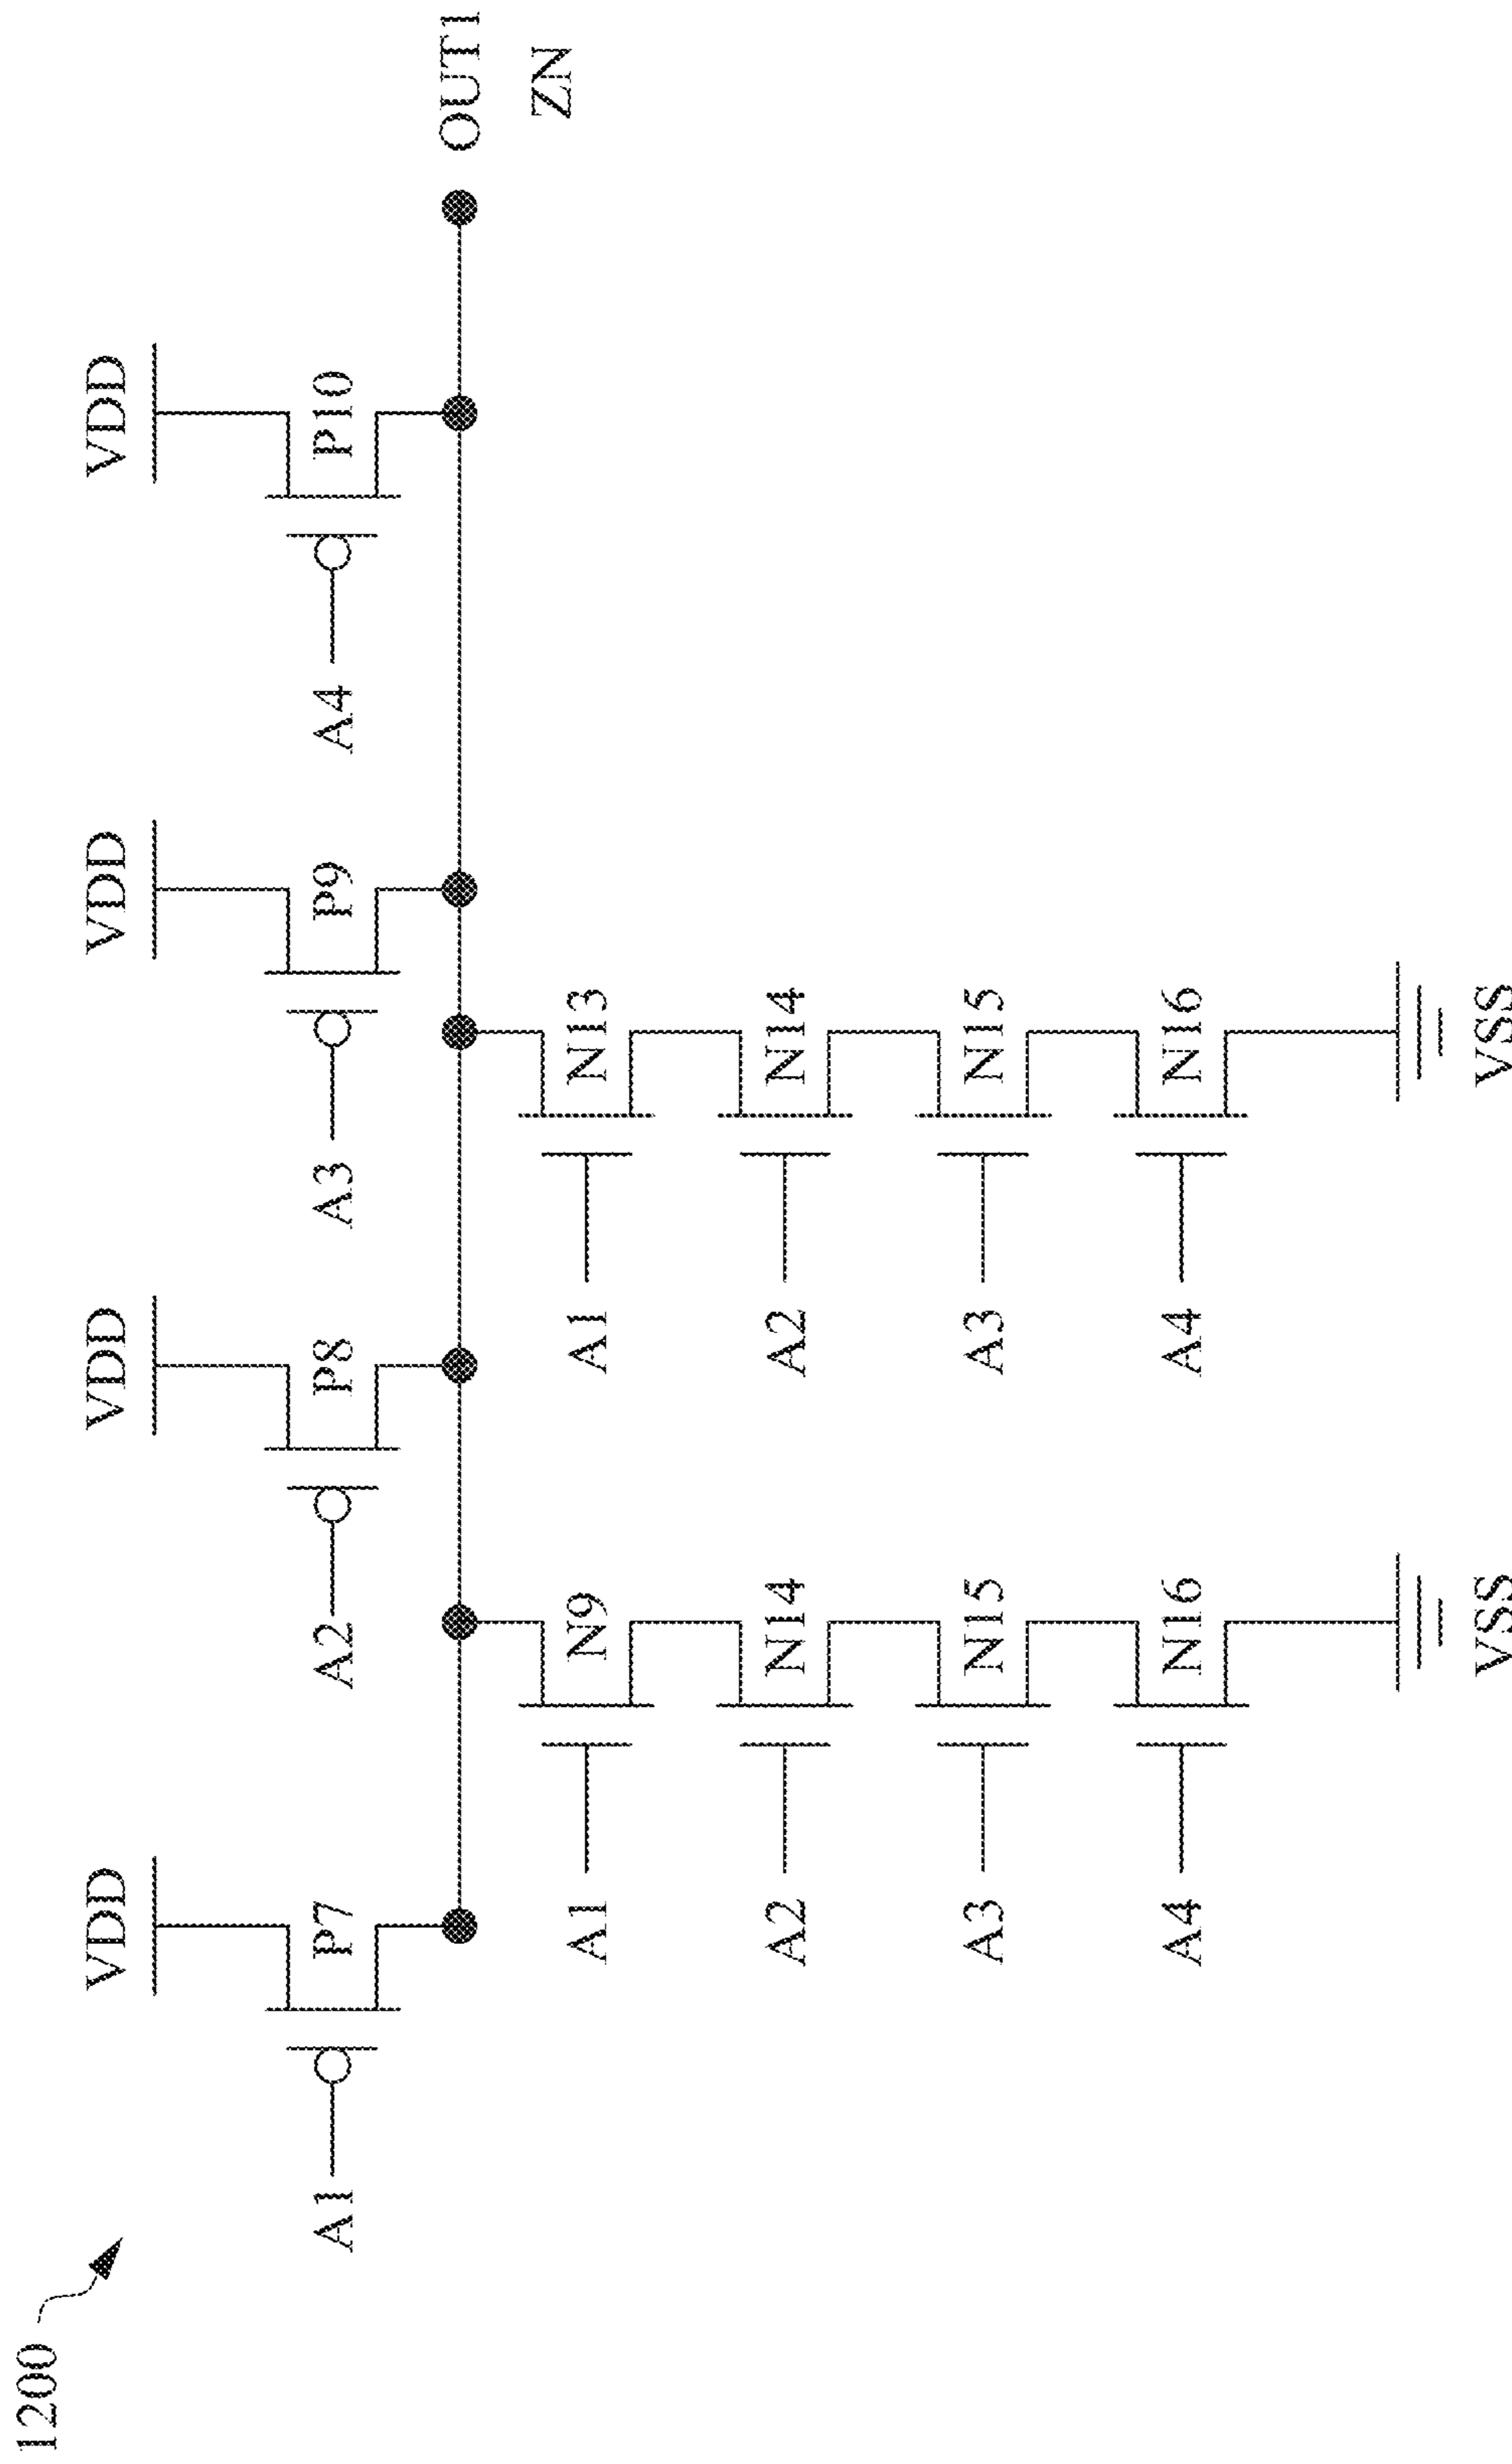 1200
VDD VDD VDD VDD
A1 P7 A2 P8 A3 P9 A4 P10
OUT1
ZN
A1 N9 A1 N13
A2 N14 A2 N14
A3 N15 A3 N15
A4 N16 A4 N16
VSS VSS